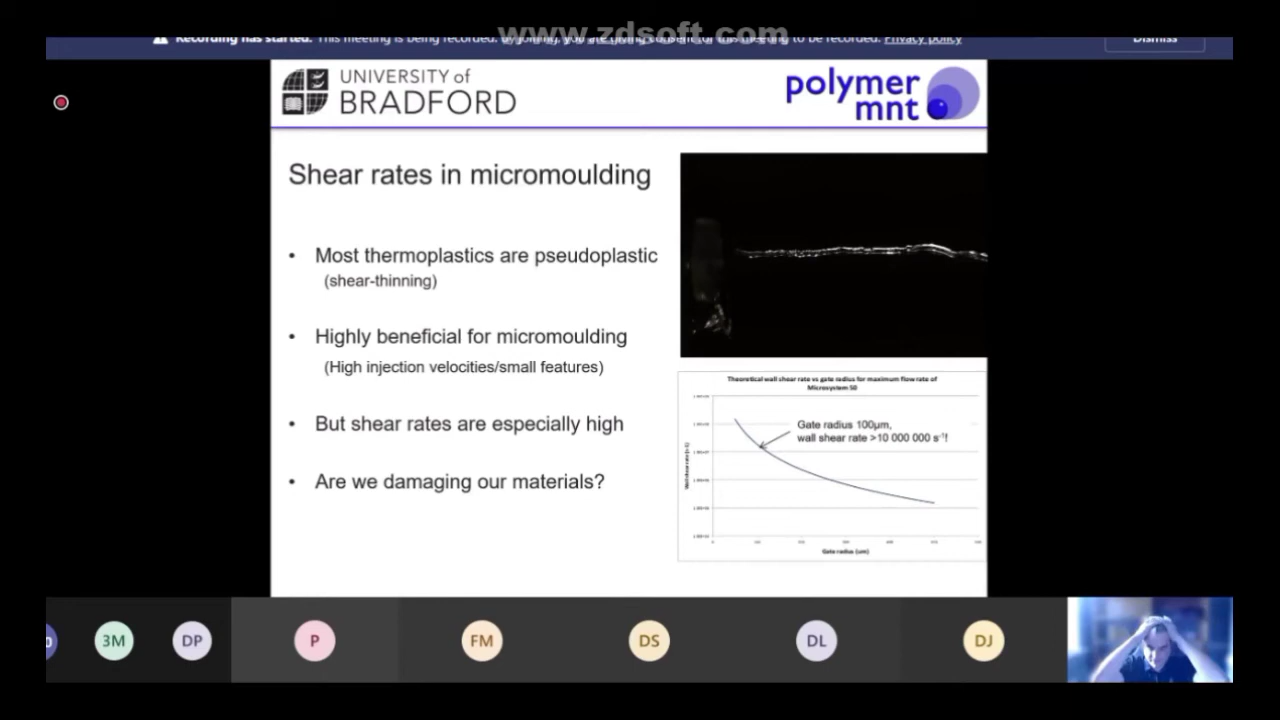 www.zdsoft.com
Recording has started. This meeting is being recorded. By joining, you are giving consent for this meeting to be recorded. Privacy policy
Dismiss
UNIVERSITY of
BRADFORD
polymer
mnt
Shear rates in micromoulding
• Most thermoplastics are pseudoplastic
(shear-thinning)
• Highly beneficial for micromoulding
(High injection velocities/small features)
• But shear rates are especially high
• Are we damaging our materials?
Theoretical wall shear rate vs gate radius for maximum flow rate of
Microsystem 50
Gate radius 100µm,
wall shear rate >10 000 000 s⁻¹!
Gate radius (um)
3M
DP
P
FM
DS
DL
DJ